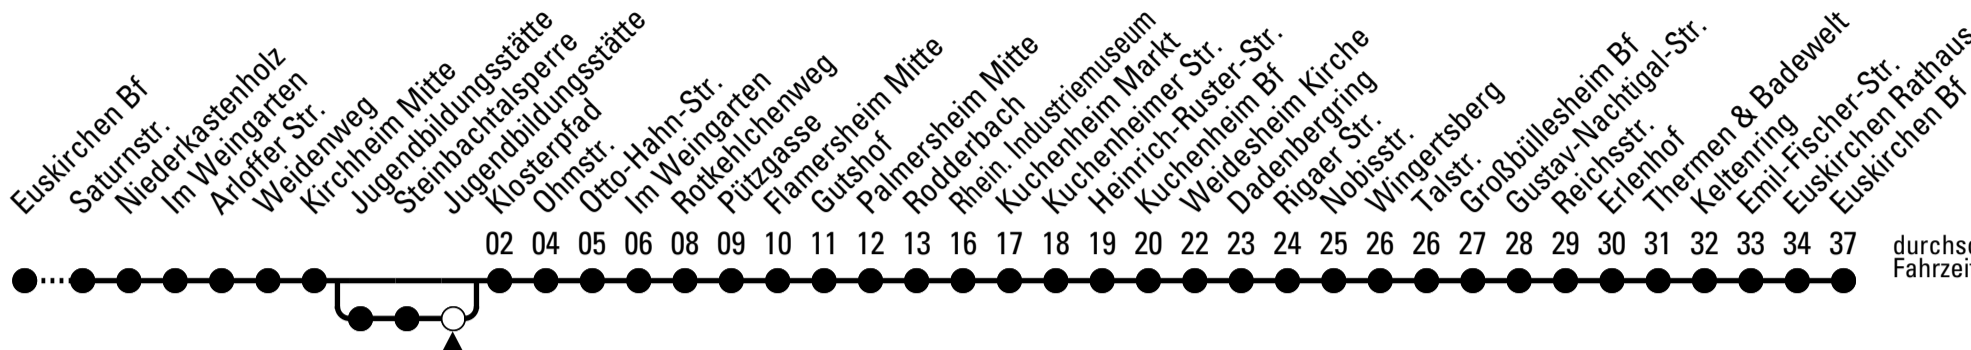 Euskirchen Bf
Saturnstr.
Niederkastenholz
Im Weingarten
Arloffer Str.
Weidenweg
Kirchheim Mitte
Jugendbildungsstätte
Steinbachtalsperre
Jugendbildungsstätte
Klosterpfad
Ohmstr.
Otto-Hahn-Str.
Im Weingarten
Rotkehlchenweg
Pützgasse
Flamersheim Mitte
Gutshof
Palmersheim Mitte
Rodderbach
Rhein. Industriemuseum
Kuchenheim Markt
Kuchenheimer Str.
Heinrich-Ruster-Str.
Kuchenheim Bf
Weidesheim Kirche
Dadenbergring
Rigaer Str.
Nobisstr.
Wingertsberg
Talstr.
Großbüllesheim Bf
Gustav-Nachtigal-Str.
Reichsstr.
Erlenhof
Thermen & Badewelt
Keltenring
Emil-Fischer-Str.
Euskirchen Rathaus
Euskirchen Bf
02 04 05 06 08 09 10 11 12 13 16 17 18 19 20 22 23 24 25 26 26 27 28 29 30 31 32 33 34 37